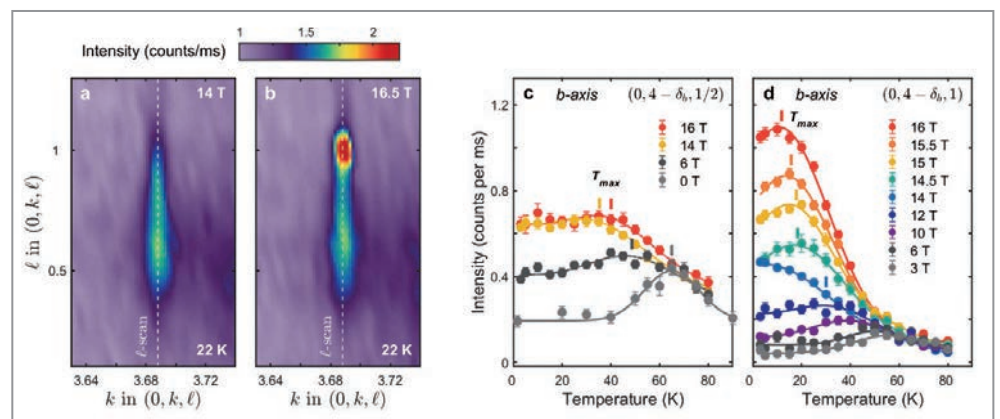 Intensity (counts/ms)
1 1.5 2
a 14 T
b 16.5 T
ℓ in (0, k, ℓ)
1
0.5
ℓ-scan
22 K
ℓ-scan
22 K
3.64 3.68 3.72
3.64 3.68 3.72
k in (0, k, ℓ)
k in (0, k, ℓ)
c b-axis (0, 4 − δb, 1/2)
Intensity (counts per ms)
1.2
0.8
0.4
0
Tmax
16 T
14 T
6 T
0 T
0 20 40 60 80
Temperature (K)
d b-axis (0, 4 − δb, 1)
Tmax
16 T
15.5 T
15 T
14.5 T
14 T
12 T
10 T
6 T
3 T
0 20 40 60 80
Temperature (K)